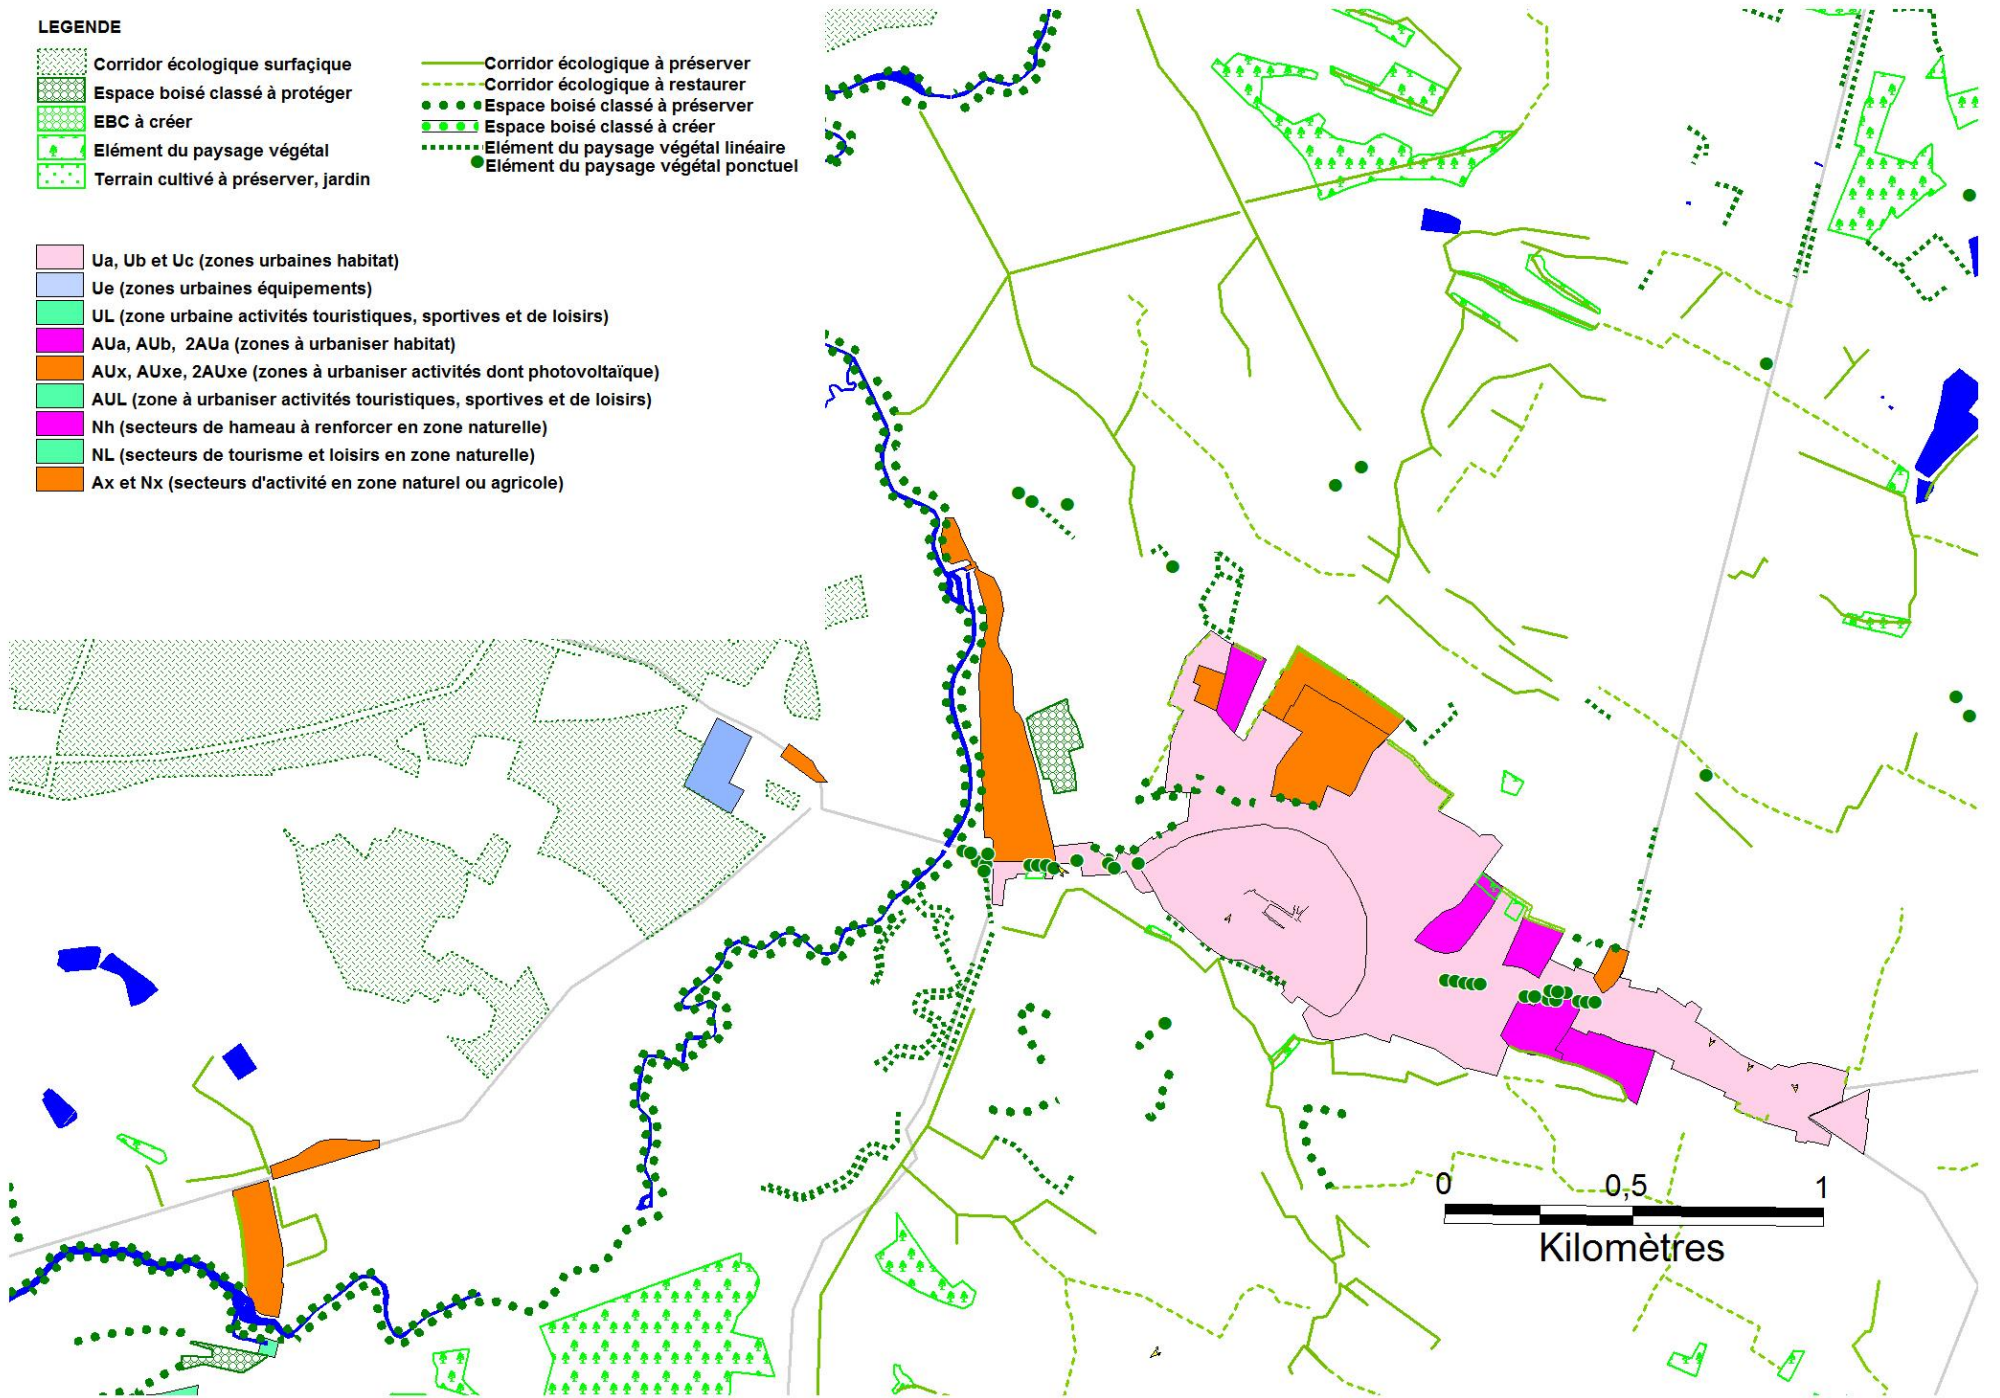 LEGENDE
Corridor écologique surfaçique
Espace boisé classé à protéger
EBC à créer
Elément du paysage végétal
Terrain cultivé à préserver, jardin
Corridor écologique à préserver
Corridor écologique à restaurer
Espace boisé classé à préserver
Espace boisé classé à créer
Elément du paysage végétal linéaire
Elément du paysage végétal ponctuel
Ua, Ub et Uc (zones urbaines habitat)
Ue (zones urbaines équipements)
UL (zone urbaine activités touristiques, sportives et de loisirs)
AUa, AUb, 2AUa (zones à urbaniser habitat)
AUx, AUxe, 2AUxe (zones à urbaniser activités dont photovoltaïque)
AUL (zone à urbaniser activités touristiques, sportives et de loisirs)
Nh (secteurs de hameau à renforcer en zone naturelle)
NL (secteurs de tourisme et loisirs en zone naturelle)
Ax et Nx (secteurs d'activité en zone naturel ou agricole)
0 0,5 1
Kilomètres